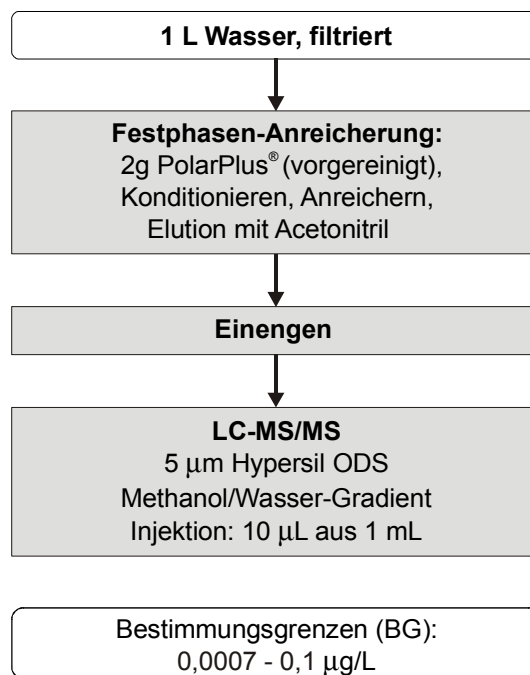 1 L Wasser, filtriert
Festphasen-Anreicherung:
2g PolarPlus® (vorgereinigt),
Konditionieren, Anreichern,
Elution mit Acetonitril
Einengen
LC-MS/MS
5 μm Hypersil ODS
Methanol/Wasser-Gradient
Injektion: 10 μL aus 1 mL
Bestimmungsgrenzen (BG):
0,0007 - 0,1 μg/L